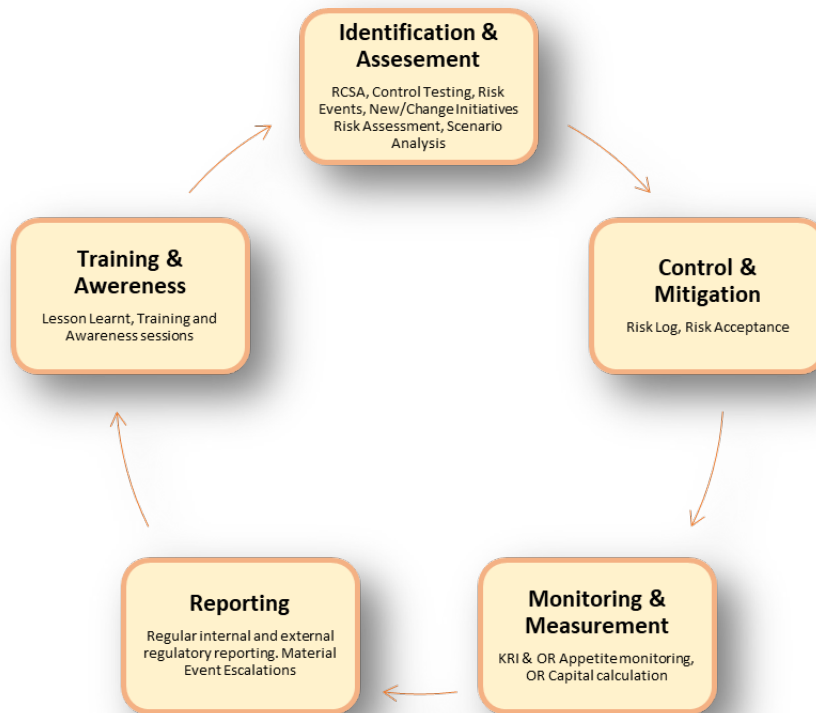 Identification &
Assesement
RCSA, Control Testing, Risk
Events, New/Change Initiatives
Risk Assessment, Scenario
Analysis
Control &
Mitigation
Risk Log, Risk Acceptance
Monitoring &
Measurement
KRI & OR Appetite monitoring,
OR Capital calculation
Reporting
Regular internal and external
regulatory reporting. Material
Event Escalations
Training &
Awereness
Lesson Learnt, Training and
Awareness sessions